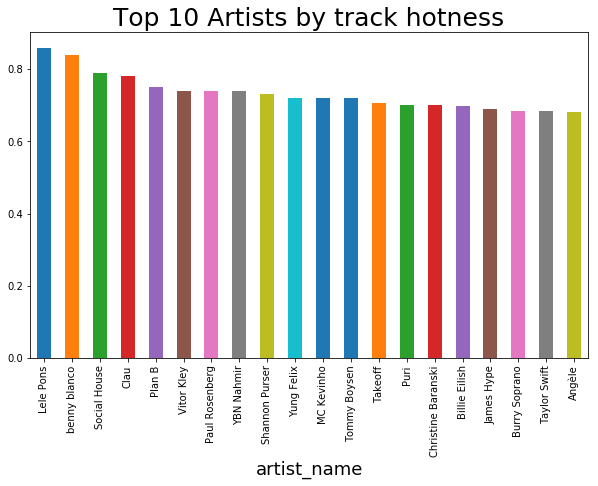 Top 10 Artists by track hotness
0.8
0.6
0.4
0.2
0.0
Lele Pons
benny blanco
Social House
Clau
Plan B
Vitor Kley
Paul Rosenberg
YBN Nahmir
Shannon Purser
Yung Felix
MC Kevinho
Tommy Boysen
Takeoff
Puri
Christine Baranski
Billie Eilish
James Hype
Burry Soprano
Taylor Swift
Angèle
artist_name